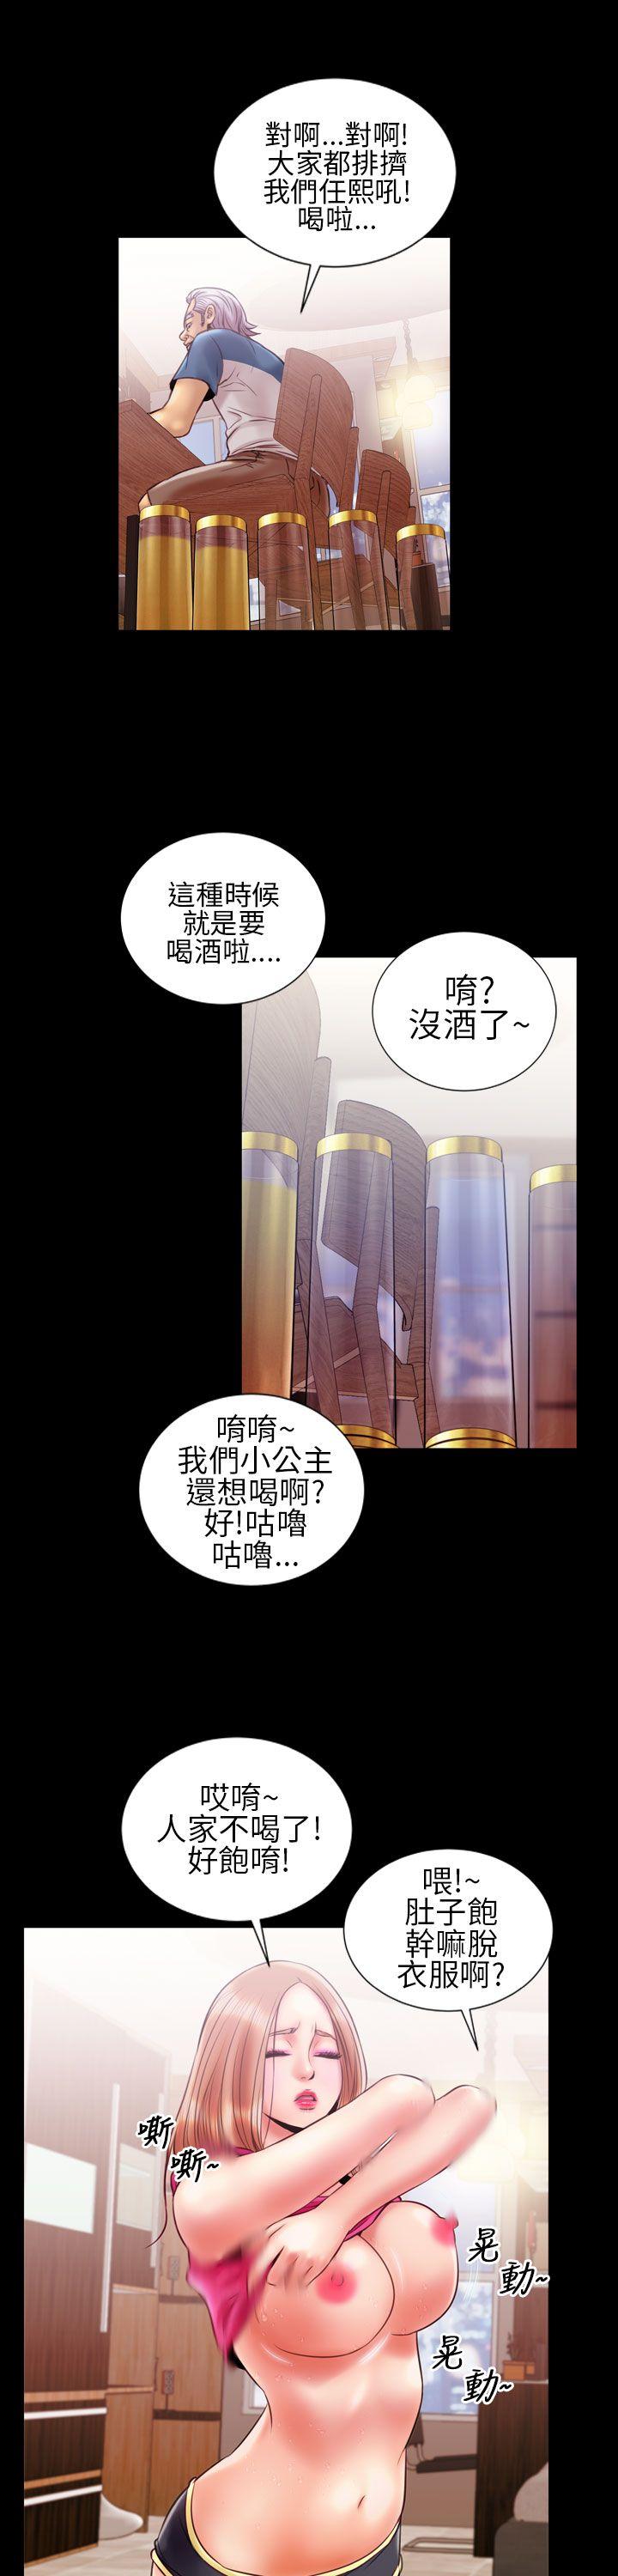 對啊...對啊!
大家都排擠
我們任熙吼!
喝啦...
這種時候
就是要
喝酒啦....
唷?
沒酒了~
唷唷~
我們小公主
還想喝啊?
好!咕嚕
咕嚕...
哎唷~
人家不喝了!
好飽唷!
喂!~
肚子飽
幹嘛脫
衣服啊?
嘶
嘶~
晃
動~
晃
動~